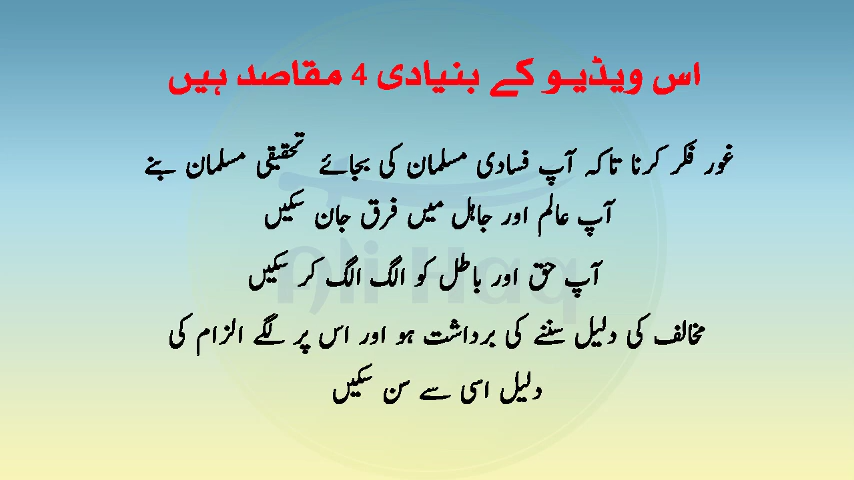 اس ویڈیو کے بنیادی 4 مقاصد ہیں
غور فکر کرنا تاکہ آپ فسادی مسلمان کی بجائے تحقیقی مسلمان بنے
آپ عالم اور جاہل میں فرق جان سکیں
آپ حق اور باطل کو الگ الگ کر سکیں
Ali Haq
مخالف کی دلیل سننے کی برداشت ہو اور اس پر لگے الزام کی
دلیل اسی سے سن سکیں